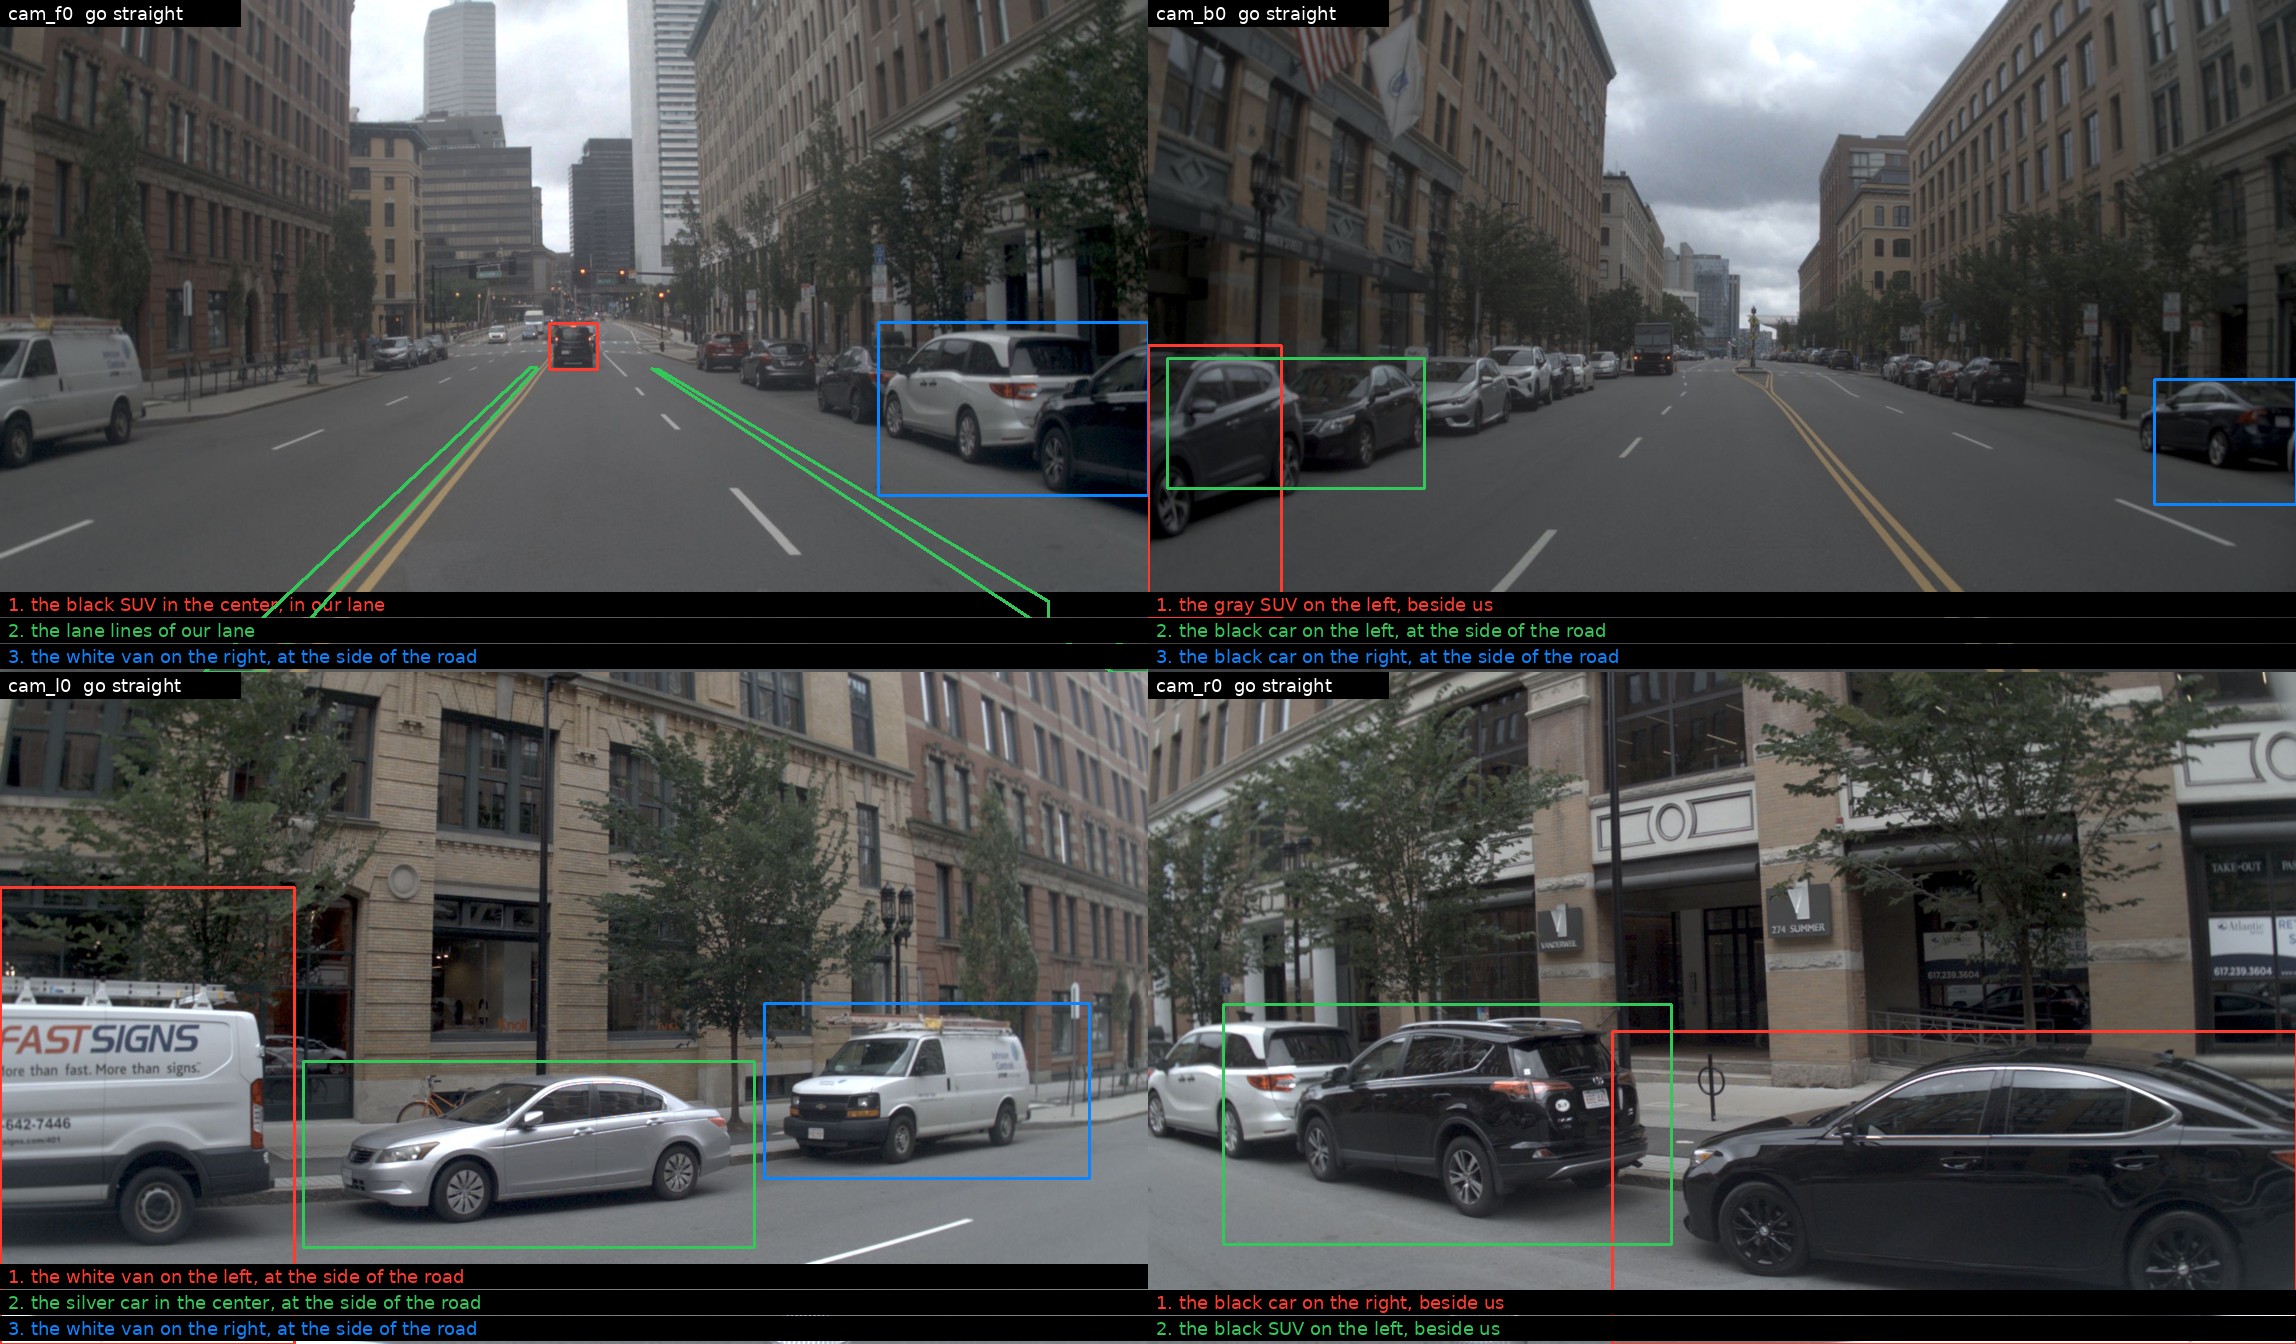 cam_f0 go straight
1. the black SUV in the center, in our lane
2. the lane lines of our lane
3. the white van on the right, at the side of the road
cam_b0 go straight
1. the gray SUV on the left, beside us
2. the black car on the left, at the side of the road
3. the black car on the right, at the side of the road
cam_l0 go straight
FASTSIGNS
More than fast. More than signs.
-642-7446
Johnson
Controls
1. the white van on the left, at the side of the road
2. the silver car in the center, at the side of the road
3. the white van on the right, at the side of the road
cam_r0 go straight
VANDERWEIL
274 SUMMER
TAKE-OUT
Atlantic
617.239.3604
617.239.3604
1. the black car on the right, beside us
2. the black SUV on the left, beside us